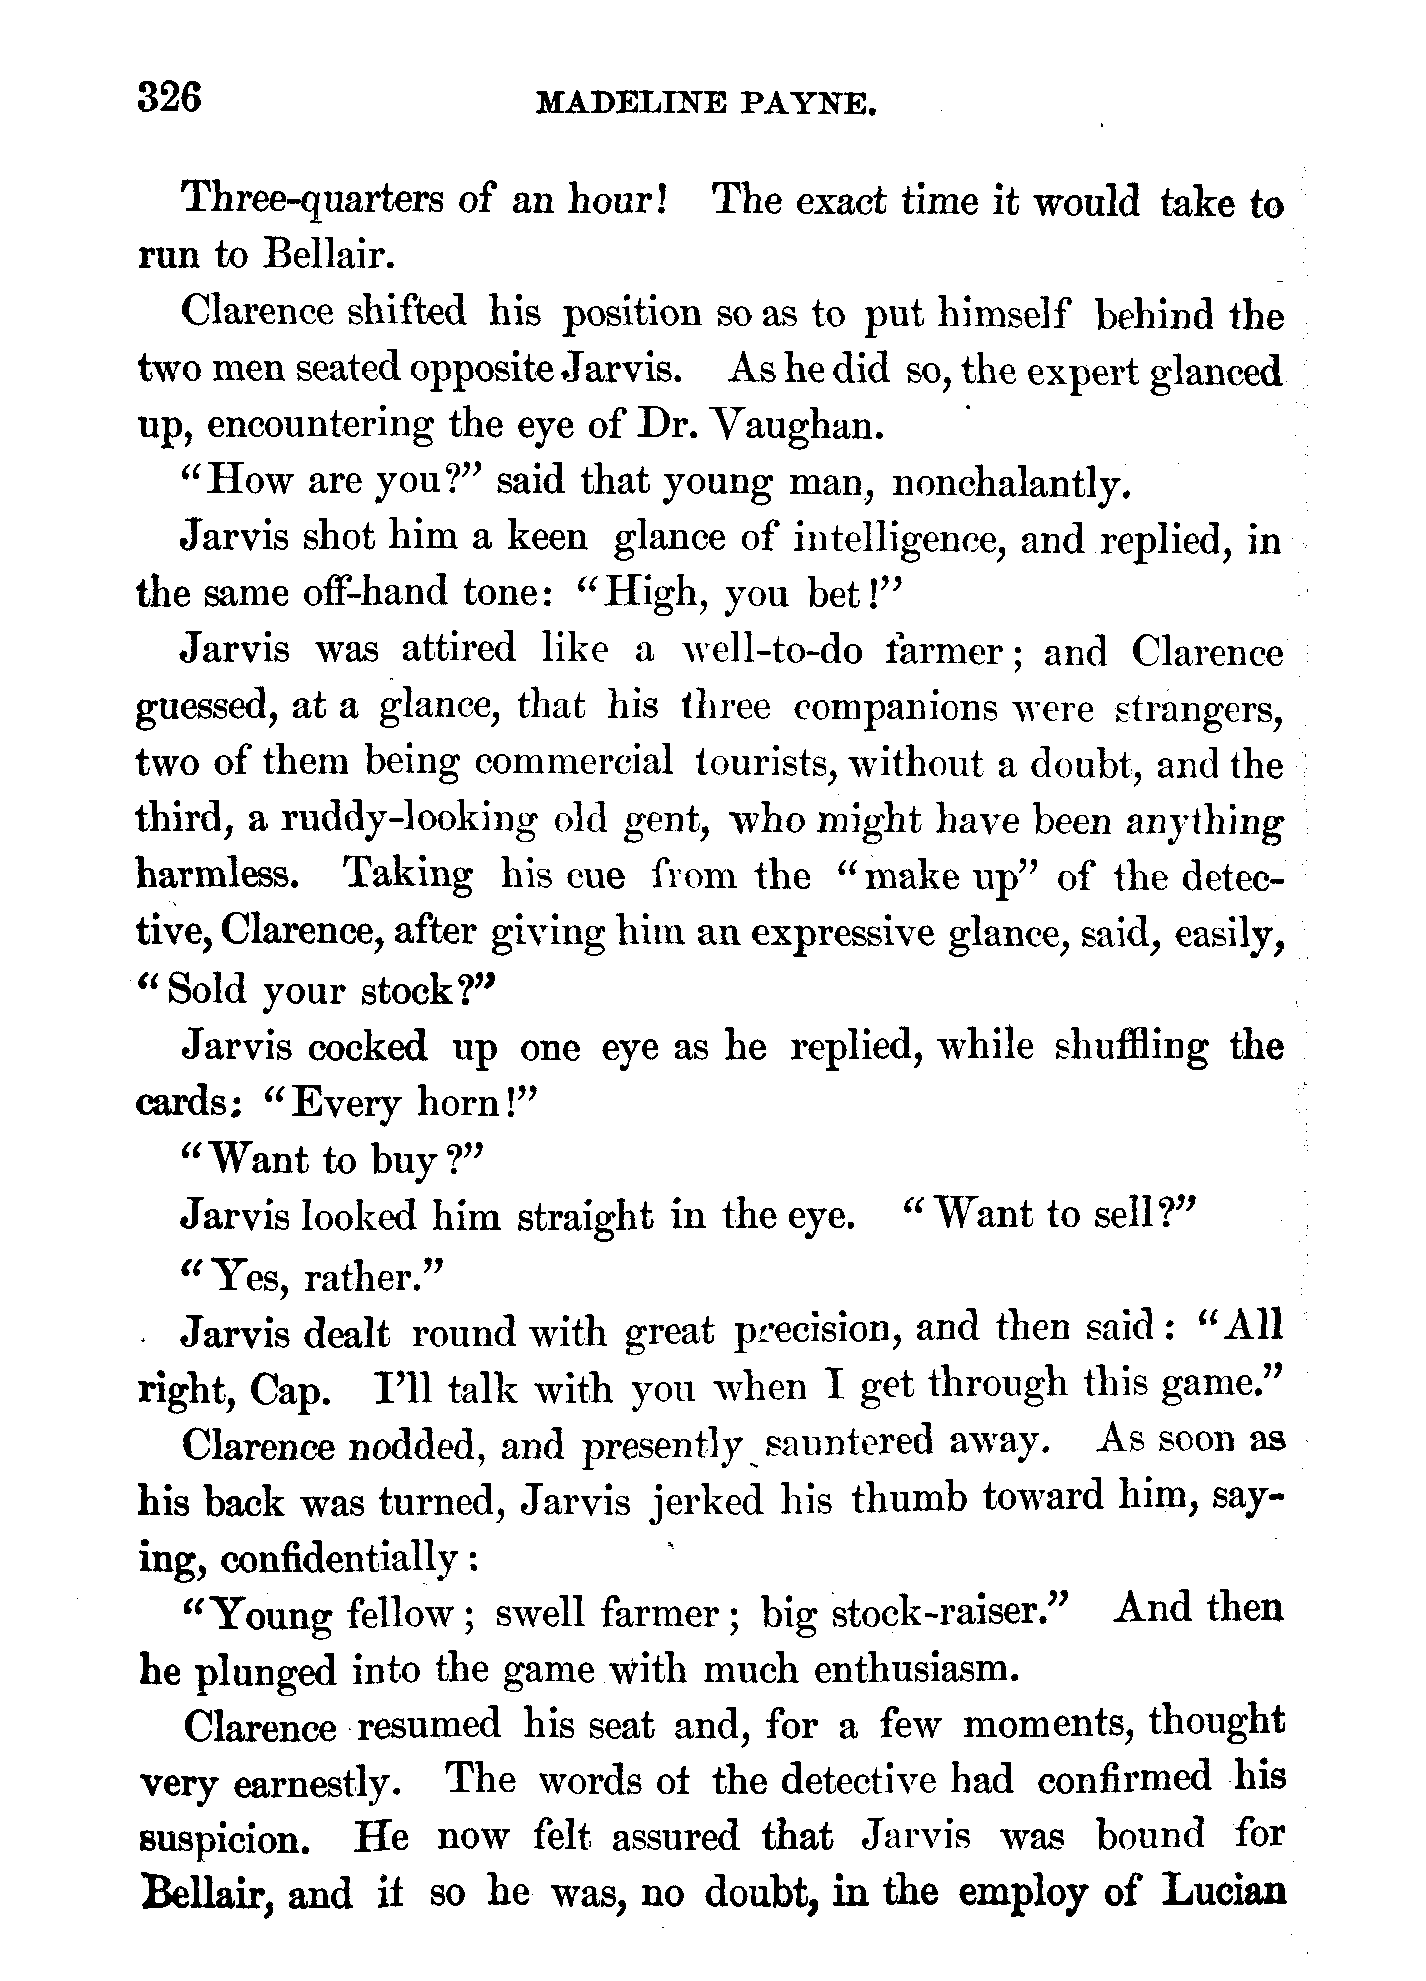 326 MADELINE PAYNE.
Three-quarters of an hour! The exact time it would take to
run to Bellair.
Clarence shifted his position so as to put himself behind the
two men seated opposite Jarvis. As he did so, the expert glanced
up, encountering the eye of Dr. Vaughan.
"How are you?" said that young man, nonchalantly.
Jarvis shot him a keen glance of intelligence, and replied, in
the same off-hand tone: "High, you bet!"
Jarvis was attired like a well-to-do farmer; and Clarence
guessed, at a glance, that his three companions were strangers,
two of them being commercial tourists, without a doubt, and the
third, a ruddy-looking old gent, who might have been anything
harmless. Taking his cue from the "make up" of the detec-
tive, Clarence, after giving him an expressive glance, said, easily,
"Sold your stock?"
Jarvis cocked up one eye as he replied, while shuffling the
cards: "Every horn!"
"Want to buy?"
Jarvis looked him straight in the eye. "Want to sell?"
"Yes, rather."
Jarvis dealt round with great precision, and then said: "All
right, Cap. I'll talk with you when I get through this game."
Clarence nodded, and presently sauntered away. As soon as
his back was turned, Jarvis jerked his thumb toward him, say-
ing, confidentially:
"Young fellow; swell farmer; big stock-raiser." And then
he plunged into the game with much enthusiasm.
Clarence resumed his seat and, for a few moments, thought
very earnestly. The words of the detective had confirmed his
suspicion. He now felt assured that Jarvis was bound for
Bellair, and if so he was, no doubt, in the employ of Lucian